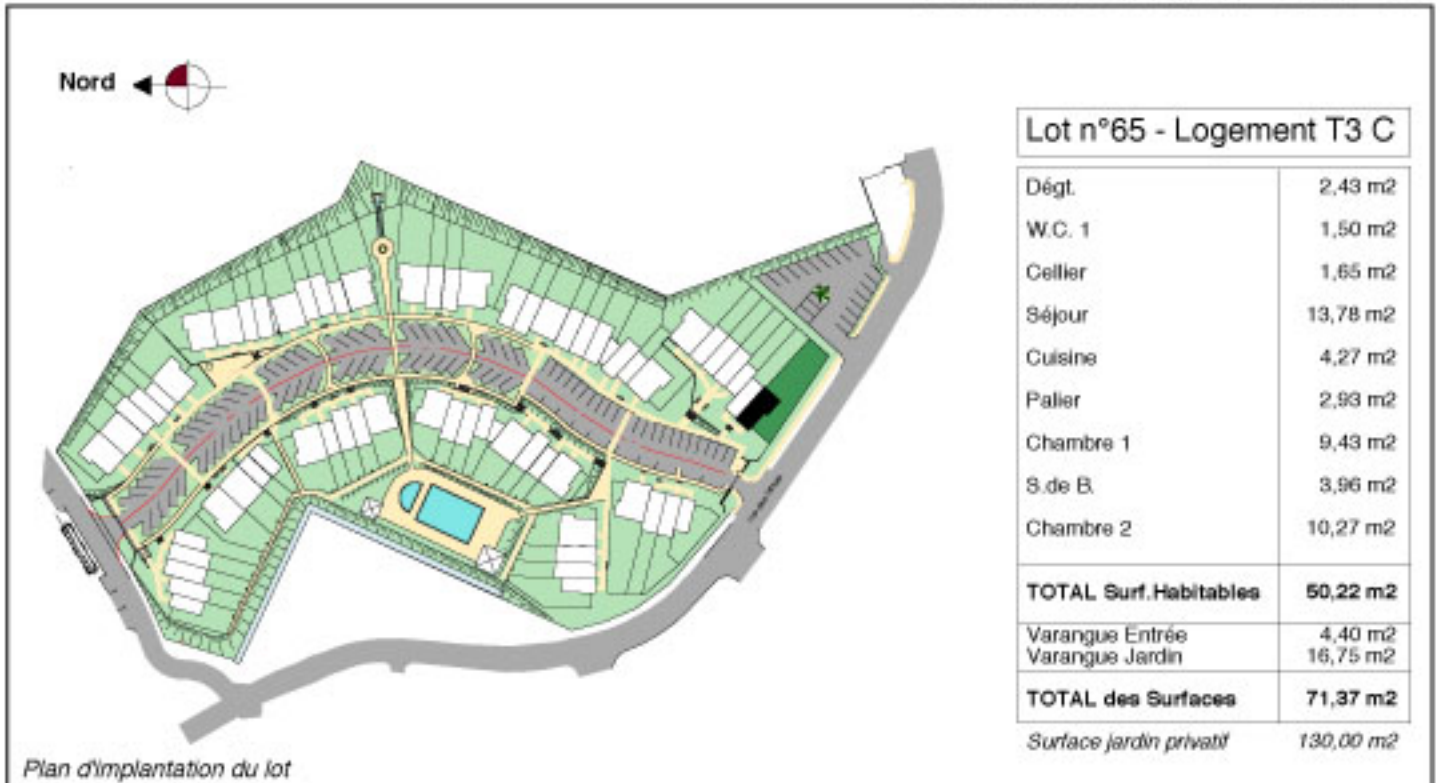 Nord
Lot n°65 - Logement T3 C
Dégt. 2,43 m2
W.C. 1 1,50 m2
Cellier 1,65 m2
Séjour 13,78 m2
Cuisine 4,27 m2
Palier 2,93 m2
Chambre 1 9,43 m2
S.de B. 3,96 m2
Chambre 2 10,27 m2
TOTAL Surf.Habitables 50,22 m2
Varangue Entrée 4,40 m2
Varangue Jardin 16,75 m2
TOTAL des Surfaces 71,37 m2
Surface jardin privatif 130,00 m2
Plan d'implantation du lot